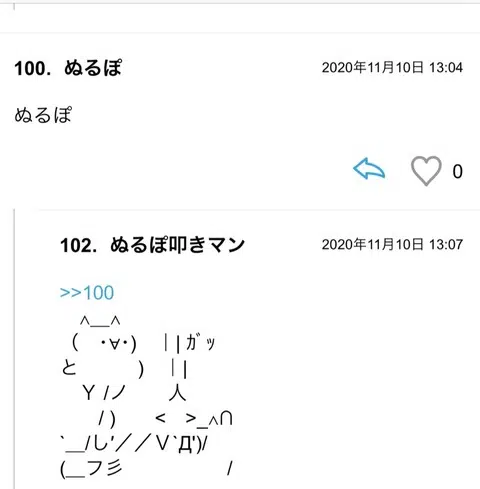 100. ぬるぽ 2020年11月10日 13:04
ぬるぽ
0
102. ぬるぽ叩きマン 2020年11月10日 13:07
>>100
　∧＿∧
（　･∀･)　｜| ｶﾞｯ
と　　　 )　 ｜|
　Ｙ /ノ　　 人
　　/ )　　<　>_∧∩
`＿/し'／／Ｖ`Д')/
(＿フ彡　　　　　/